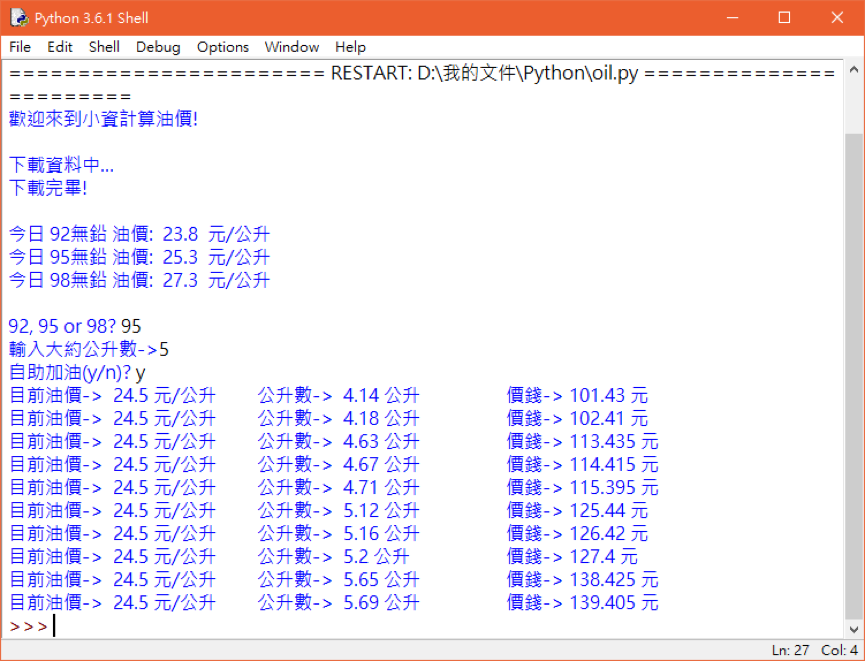 Python 3.6.1 Shell
File Edit Shell Debug Options Window Help
======================= RESTART: D:\我的文件\Python\oil.py ==============
=========
歡迎來到小資計算油價!
下載資料中...
下載完畢!
今日 92無鉛 油價: 23.8 元/公升
今日 95無鉛 油價: 25.3 元/公升
今日 98無鉛 油價: 27.3 元/公升
92, 95 or 98? 95
輸入大約公升數->5
自助加油(y/n)? y
目前油價-> 24.5 元/公升 公升數-> 4.14 公升 價錢-> 101.43 元
目前油價-> 24.5 元/公升 公升數-> 4.18 公升 價錢-> 102.41 元
目前油價-> 24.5 元/公升 公升數-> 4.63 公升 價錢-> 113.435 元
目前油價-> 24.5 元/公升 公升數-> 4.67 公升 價錢-> 114.415 元
目前油價-> 24.5 元/公升 公升數-> 4.71 公升 價錢-> 115.395 元
目前油價-> 24.5 元/公升 公升數-> 5.12 公升 價錢-> 125.44 元
目前油價-> 24.5 元/公升 公升數-> 5.16 公升 價錢-> 126.42 元
目前油價-> 24.5 元/公升 公升數-> 5.2 公升 價錢-> 127.4 元
目前油價-> 24.5 元/公升 公升數-> 5.65 公升 價錢-> 138.425 元
目前油價-> 24.5 元/公升 公升數-> 5.69 公升 價錢-> 139.405 元
>>>
Ln: 27 Col: 4